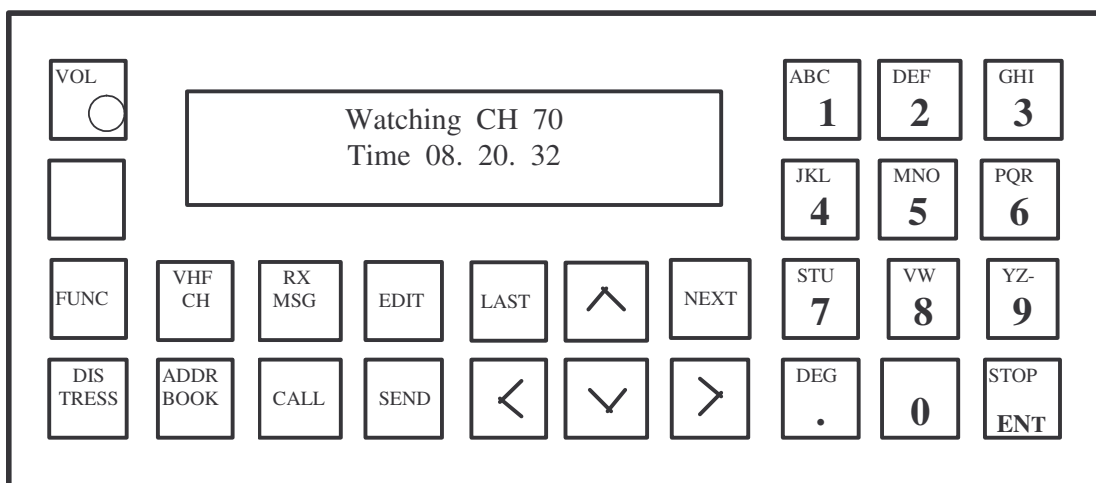 VOL
Watching CH 70
Time 08. 20. 32
ABC
1
DEF
2
GHI
3
JKL
4
MNO
5
PQR
6
FUNC
VHF
CH
RX
MSG
EDIT
LAST
NEXT
STU
7
VW
8
YZ-
9
DIS
TRESS
ADDR
BOOK
CALL
SEND
DEG
.
0
STOP
ENT